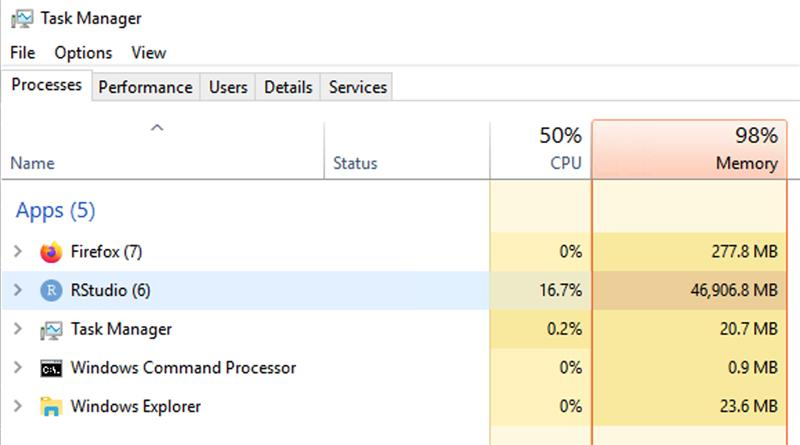 Task Manager
File Options View
Processes Performance Users Details Services
50% 98%
Name Status CPU Memory
Apps (5)
Firefox (7) 0% 277.8 MB
R RStudio (6) 16.7% 46,906.8 MB
Task Manager 0.2% 20.7 MB
C:\. Windows Command Processor 0% 0.9 MB
Windows Explorer 0% 23.6 MB